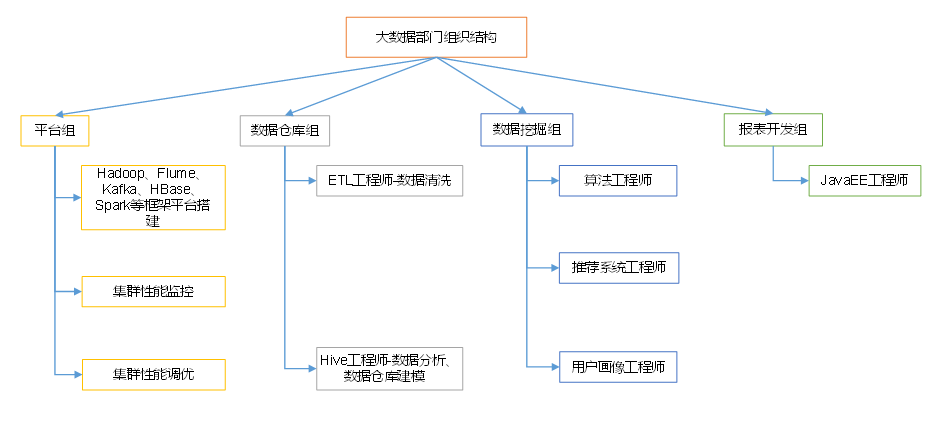 大数据部门组织结构
平台组
数据仓库组
数据挖掘组
报表开发组
Hadoop、Flume、
Kafka、HBase、
Spark等框架平台搭
建
集群性能监控
集群性能调优
ETL工程师-数据清洗
Hive工程师-数据分析、
数据仓库建模
算法工程师
推荐系统工程师
用户画像工程师
JavaEE工程师